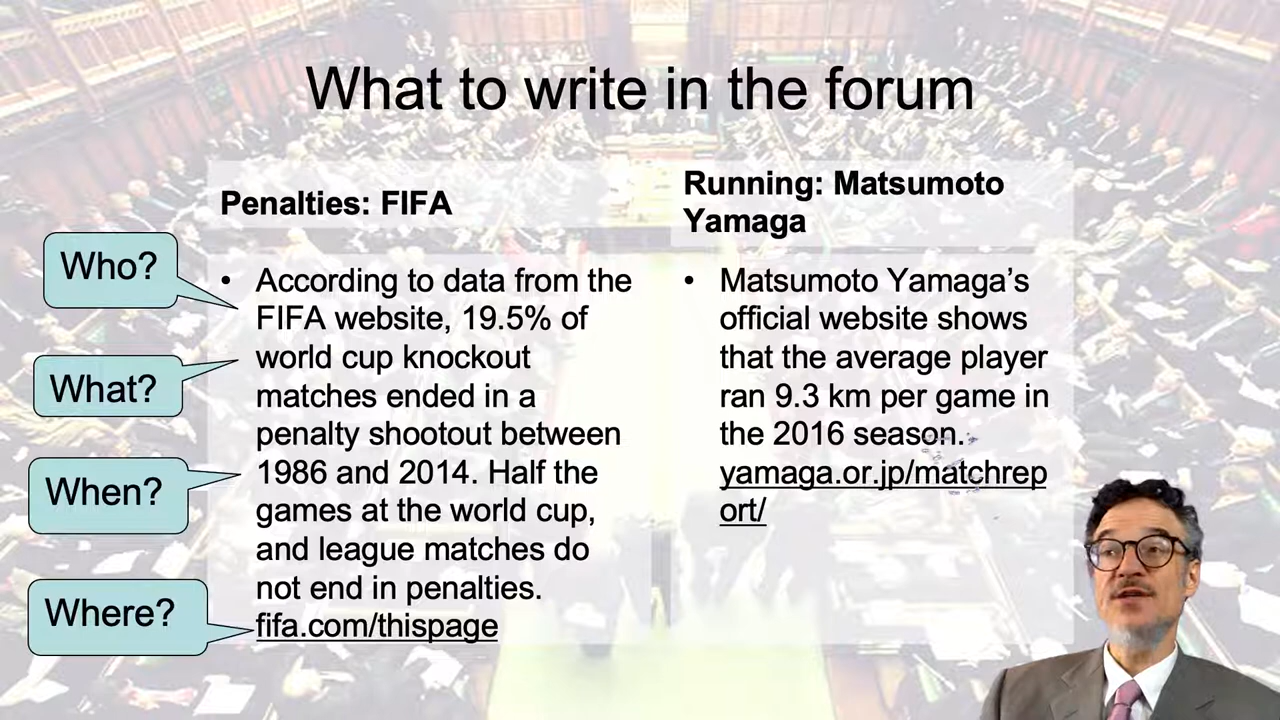 What to write in the forum
Penalties: FIFA
Running: Matsumoto
Yamaga
Who?
What?
When?
Where?
• According to data from the
FIFA website, 19.5% of
world cup knockout
matches ended in a
penalty shootout between
1986 and 2014. Half the
games at the world cup,
and league matches do
not end in penalties.
fifa.com/thispage
• Matsumoto Yamaga’s
official website shows
that the average player
ran 9.3 km per game in
the 2016 season.
yamaga.or.jp/matchrep
ort/